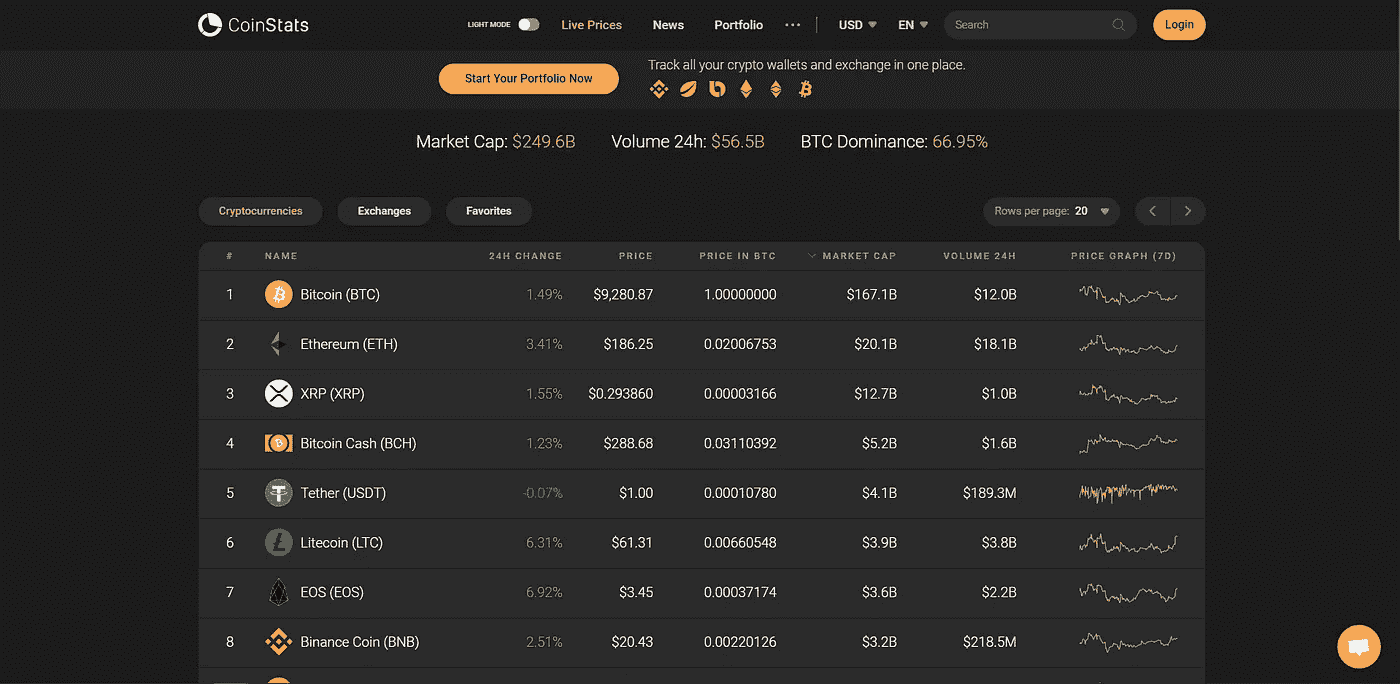 CoinStats LIGHT MODE Live Prices News Portfolio ... | USD EN Search Login
Start Your Portfolio Now Track all your crypto wallets and exchange in one place.
Market Cap: $249.6B Volume 24h: $56.5B BTC Dominance: 66.95%
Cryptocurrencies Exchanges Favorites Rows per page: 20
# NAME 24H CHANGE PRICE PRICE IN BTC MARKET CAP VOLUME 24H PRICE GRAPH (7D)
1 Bitcoin (BTC) 1.49% $9,280.87 1.00000000 $167.1B $12.0B
2 Ethereum (ETH) 3.41% $186.25 0.02006753 $20.1B $18.1B
3 XRP (XRP) 1.55% $0.293860 0.00003166 $12.7B $1.0B
4 Bitcoin Cash (BCH) 1.23% $288.68 0.03110392 $5.2B $1.6B
5 Tether (USDT) -0.07% $1.00 0.00010780 $4.1B $189.3M
6 Litecoin (LTC) 6.31% $61.31 0.00660548 $3.9B $3.8B
7 EOS (EOS) 6.92% $3.45 0.00037174 $3.6B $2.2B
8 Binance Coin (BNB) 2.51% $20.43 0.00220126 $3.2B $218.5M